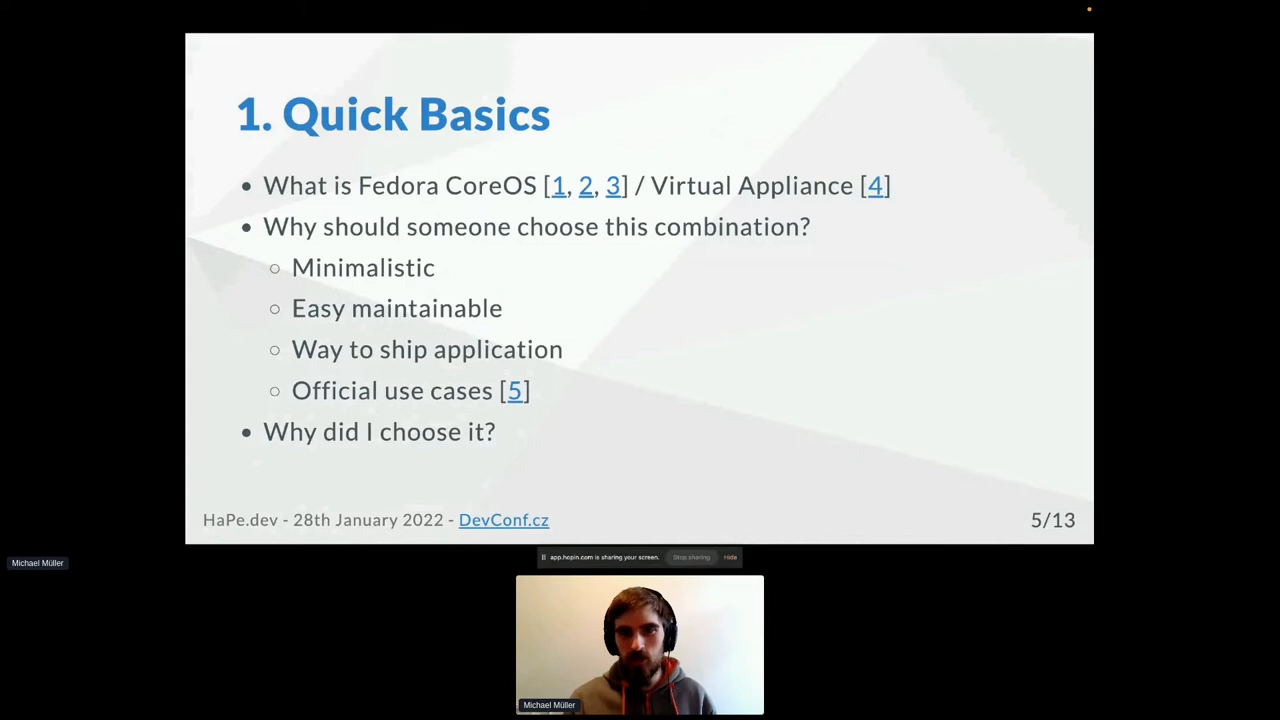 1. Quick Basics
• What is Fedora CoreOS [1, 2, 3] / Virtual Appliance [4]
• Why should someone choose this combination?
○ Minimalistic
○ Easy maintainable
○ Way to ship application
○ Official use cases [5]
• Why did I choose it?
HaPe.dev - 28th January 2022 - DevConf.cz
5/13
app.hopin.com is sharing your screen. Stop sharing Hide
Michael Müller
Michael Müller